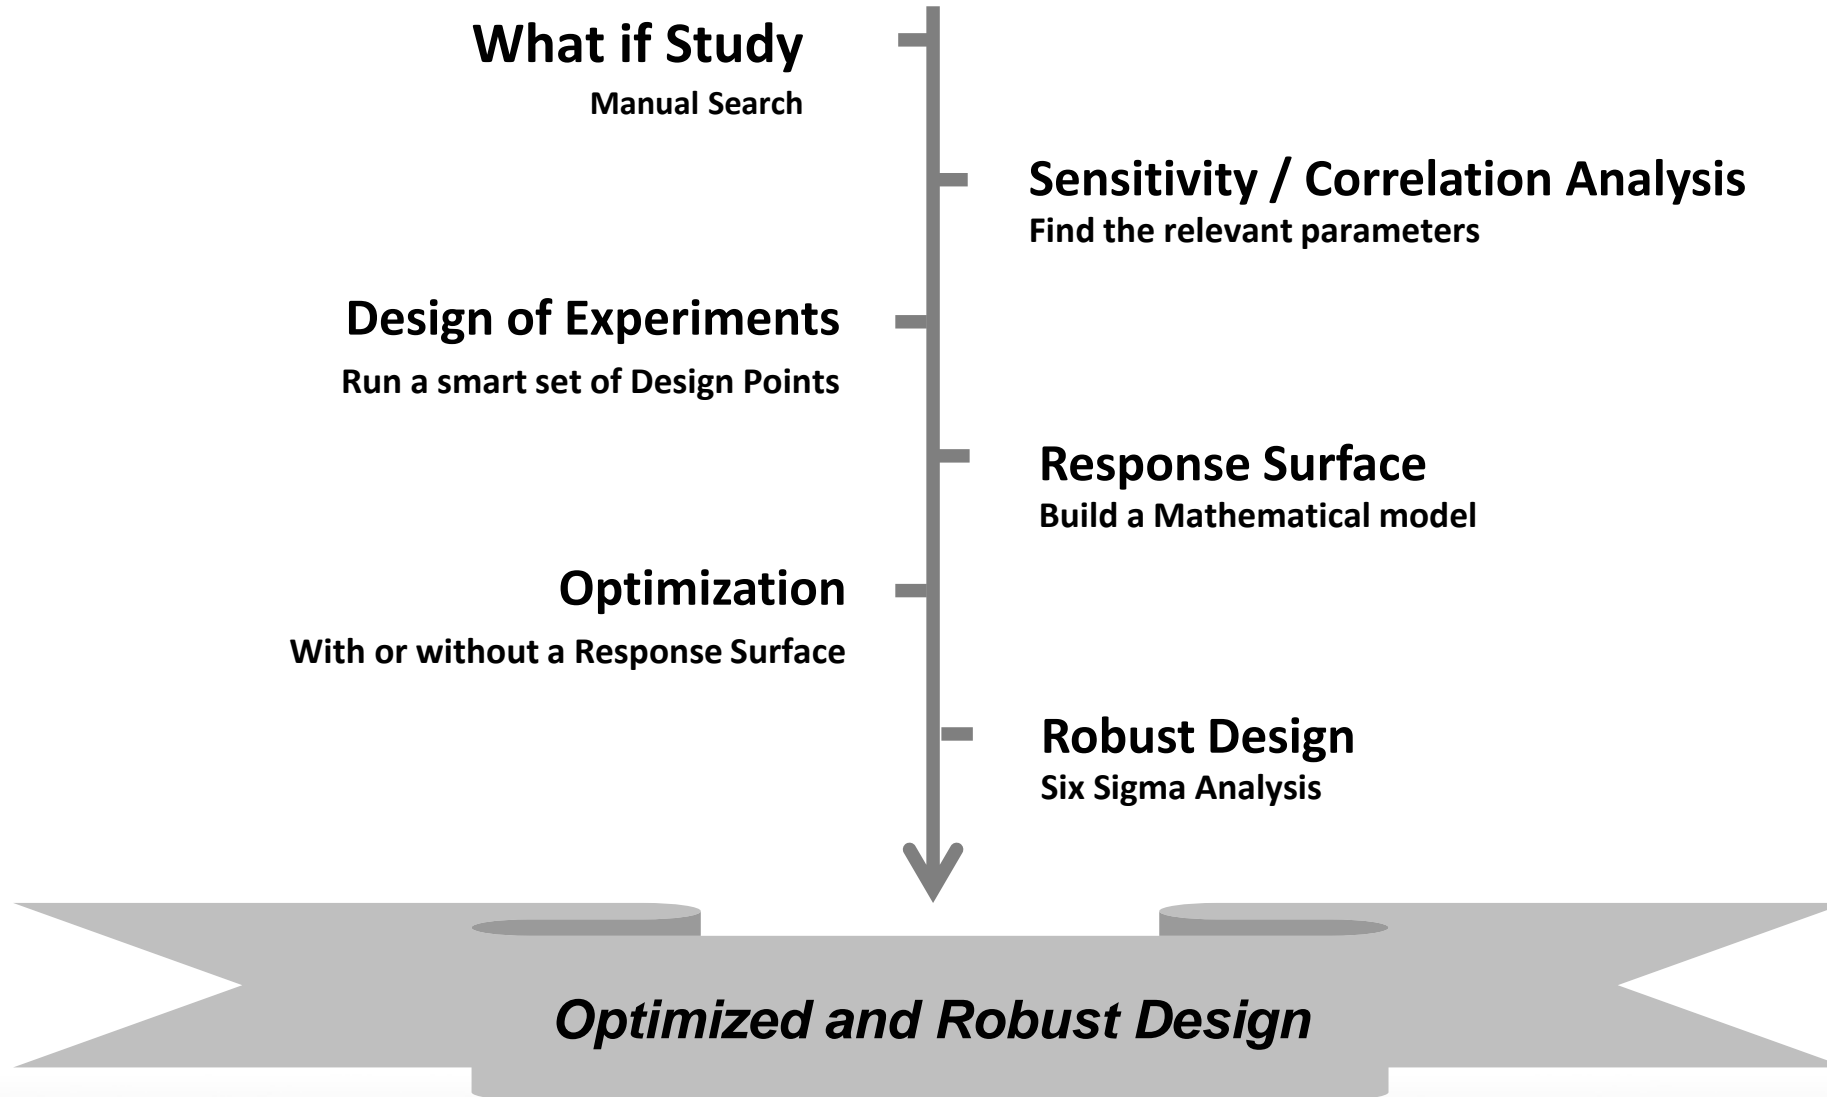 What if Study
Manual Search
Sensitivity / Correlation Analysis
Find the relevant parameters
Design of Experiments
Run a smart set of Design Points
Response Surface
Build a Mathematical model
Optimization
With or without a Response Surface
Robust Design
Six Sigma Analysis
Optimized and Robust Design